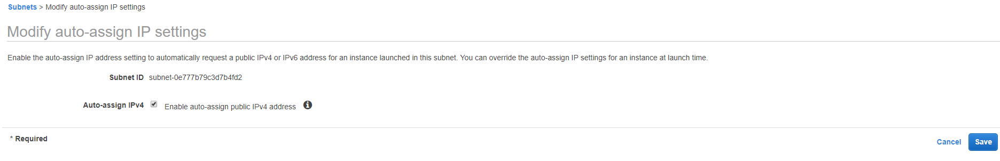 Subnets > Modify auto-assign IP settings
Modify auto-assign IP settings
Enable the auto-assign IP address setting to automatically request a public IPv4 or IPv6 address for an instance launched in this subnet. You can override the auto-assign IP settings for an instance at launch time.
Subnet ID subnet-0e777b79c3d7b4fd2
Auto-assign IPv4 Enable auto-assign public IPv4 address
* Required
Cancel Save